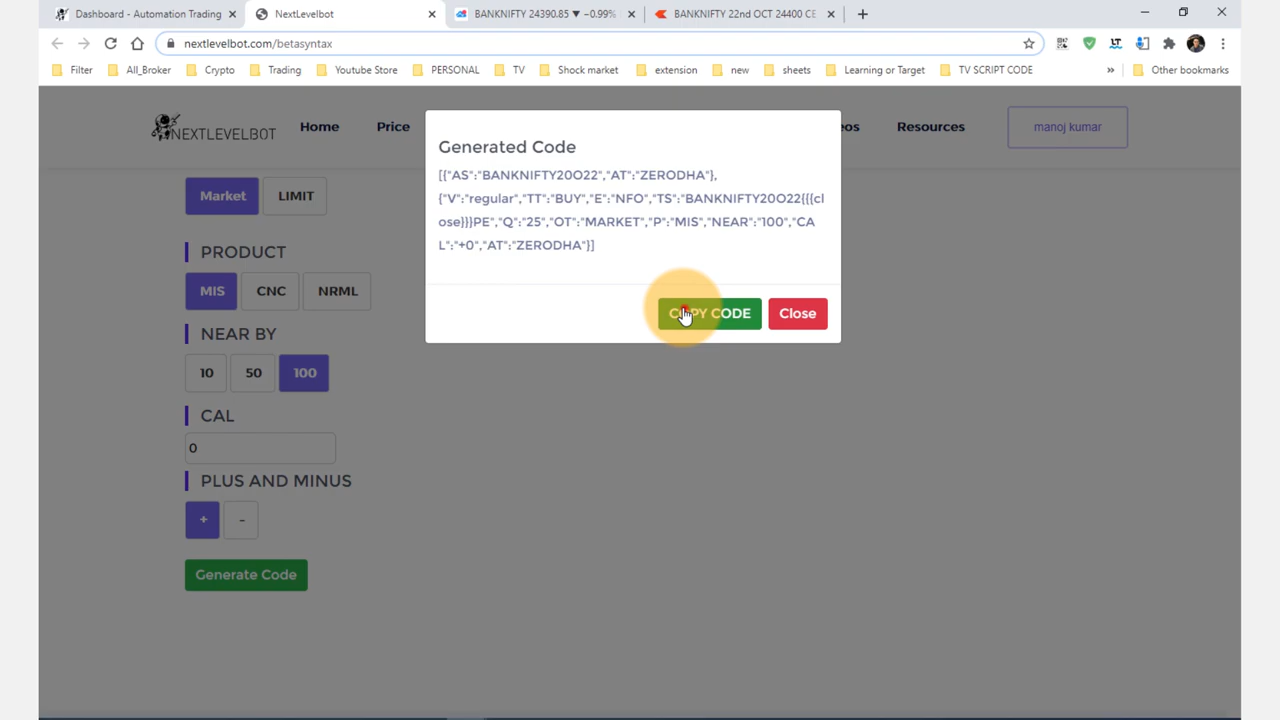 Dashboard - Automation Trading
NextLevelbot
BANKNIFTY 24390.85 ▼ −0.99%
BANKNIFTY 22nd OCT 24400 CE
nextlevelbot.com/betasyntax
Filter
All_Broker
Crypto
Trading
Youtube Store
PERSONAL
TV
Shock market
extension
new
sheets
Learning or Target
TV SCRIPT CODE
»
Other bookmarks
NEXTLEVELBOT
Home
Price
eos
Resources
manoj kumar
Generated Code
[{"AS":"BANKNIFTY20O22","AT":"ZERODHA"},
{"V":"regular","TT":"BUY","E":"NFO","TS":"BANKNIFTY20O22{{{cl
ose}}}PE","Q":"25","OT":"MARKET","P":"MIS","NEAR":"100","CA
L":"+0","AT":"ZERODHA"}]
COPY CODE
Close
Market
LIMIT
PRODUCT
MIS
CNC
NRML
NEAR BY
10
50
100
CAL
0
PLUS AND MINUS
+
-
Generate Code